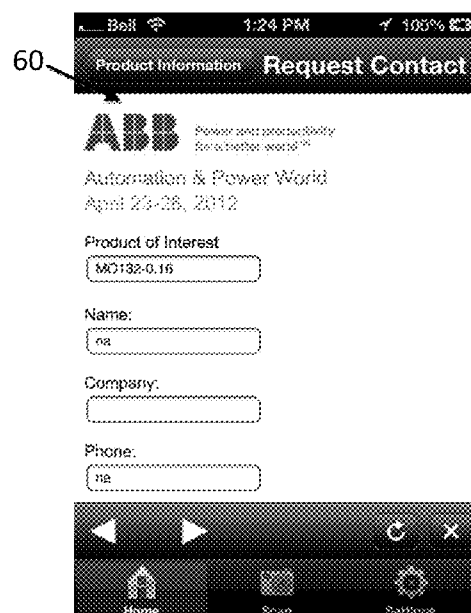 Bell 1:24 PM 100%
60
Product Information Request Contact
ABB Power and productivity
for a better world™
Automation & Power World
April 23-26, 2012
Product of Interest
MO132-0.16
Name:
na
Company:
Phone:
na
Home Scan Settings